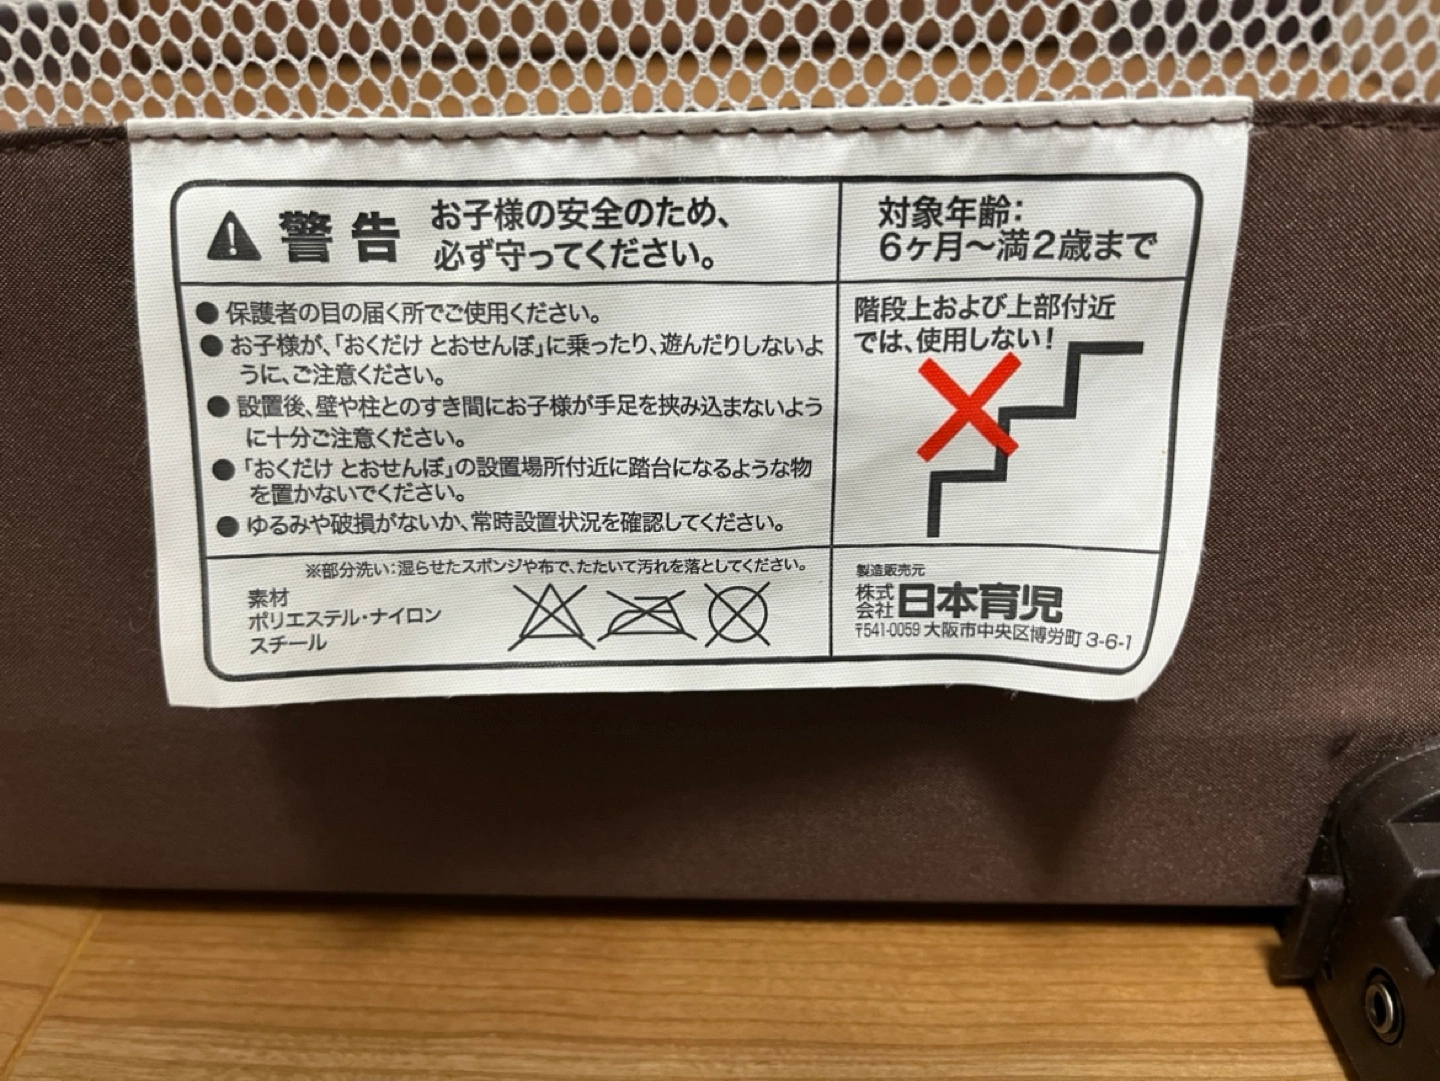 警告
お子様の安全のため、
必ず守ってください。
対象年齢：
6ヶ月～満2歳まで
●保護者の目の届く所でご使用ください。
●お子様が、「おくだけ とおせんぼ」に乗ったり、遊んだりしないよ
うに、ご注意ください。
●設置後、壁や柱とのすき間にお子様が手足を挟み込まないよう
に十分ご注意ください。
●「おくだけ とおせんぼ」の設置場所付近に踏台になるような物
を置かないでください。
●ゆるみや破損がないか、常時設置状況を確認してください。
階段上および上部付近
では、使用しない！
※部分洗い：湿らせたスポンジや布で、たたいて汚れを落としてください。
素材
ポリエステル・ナイロン
スチール
製造販売元
株式会社 日本育児
〒541-0059 大阪市中央区博労町 3-6-1